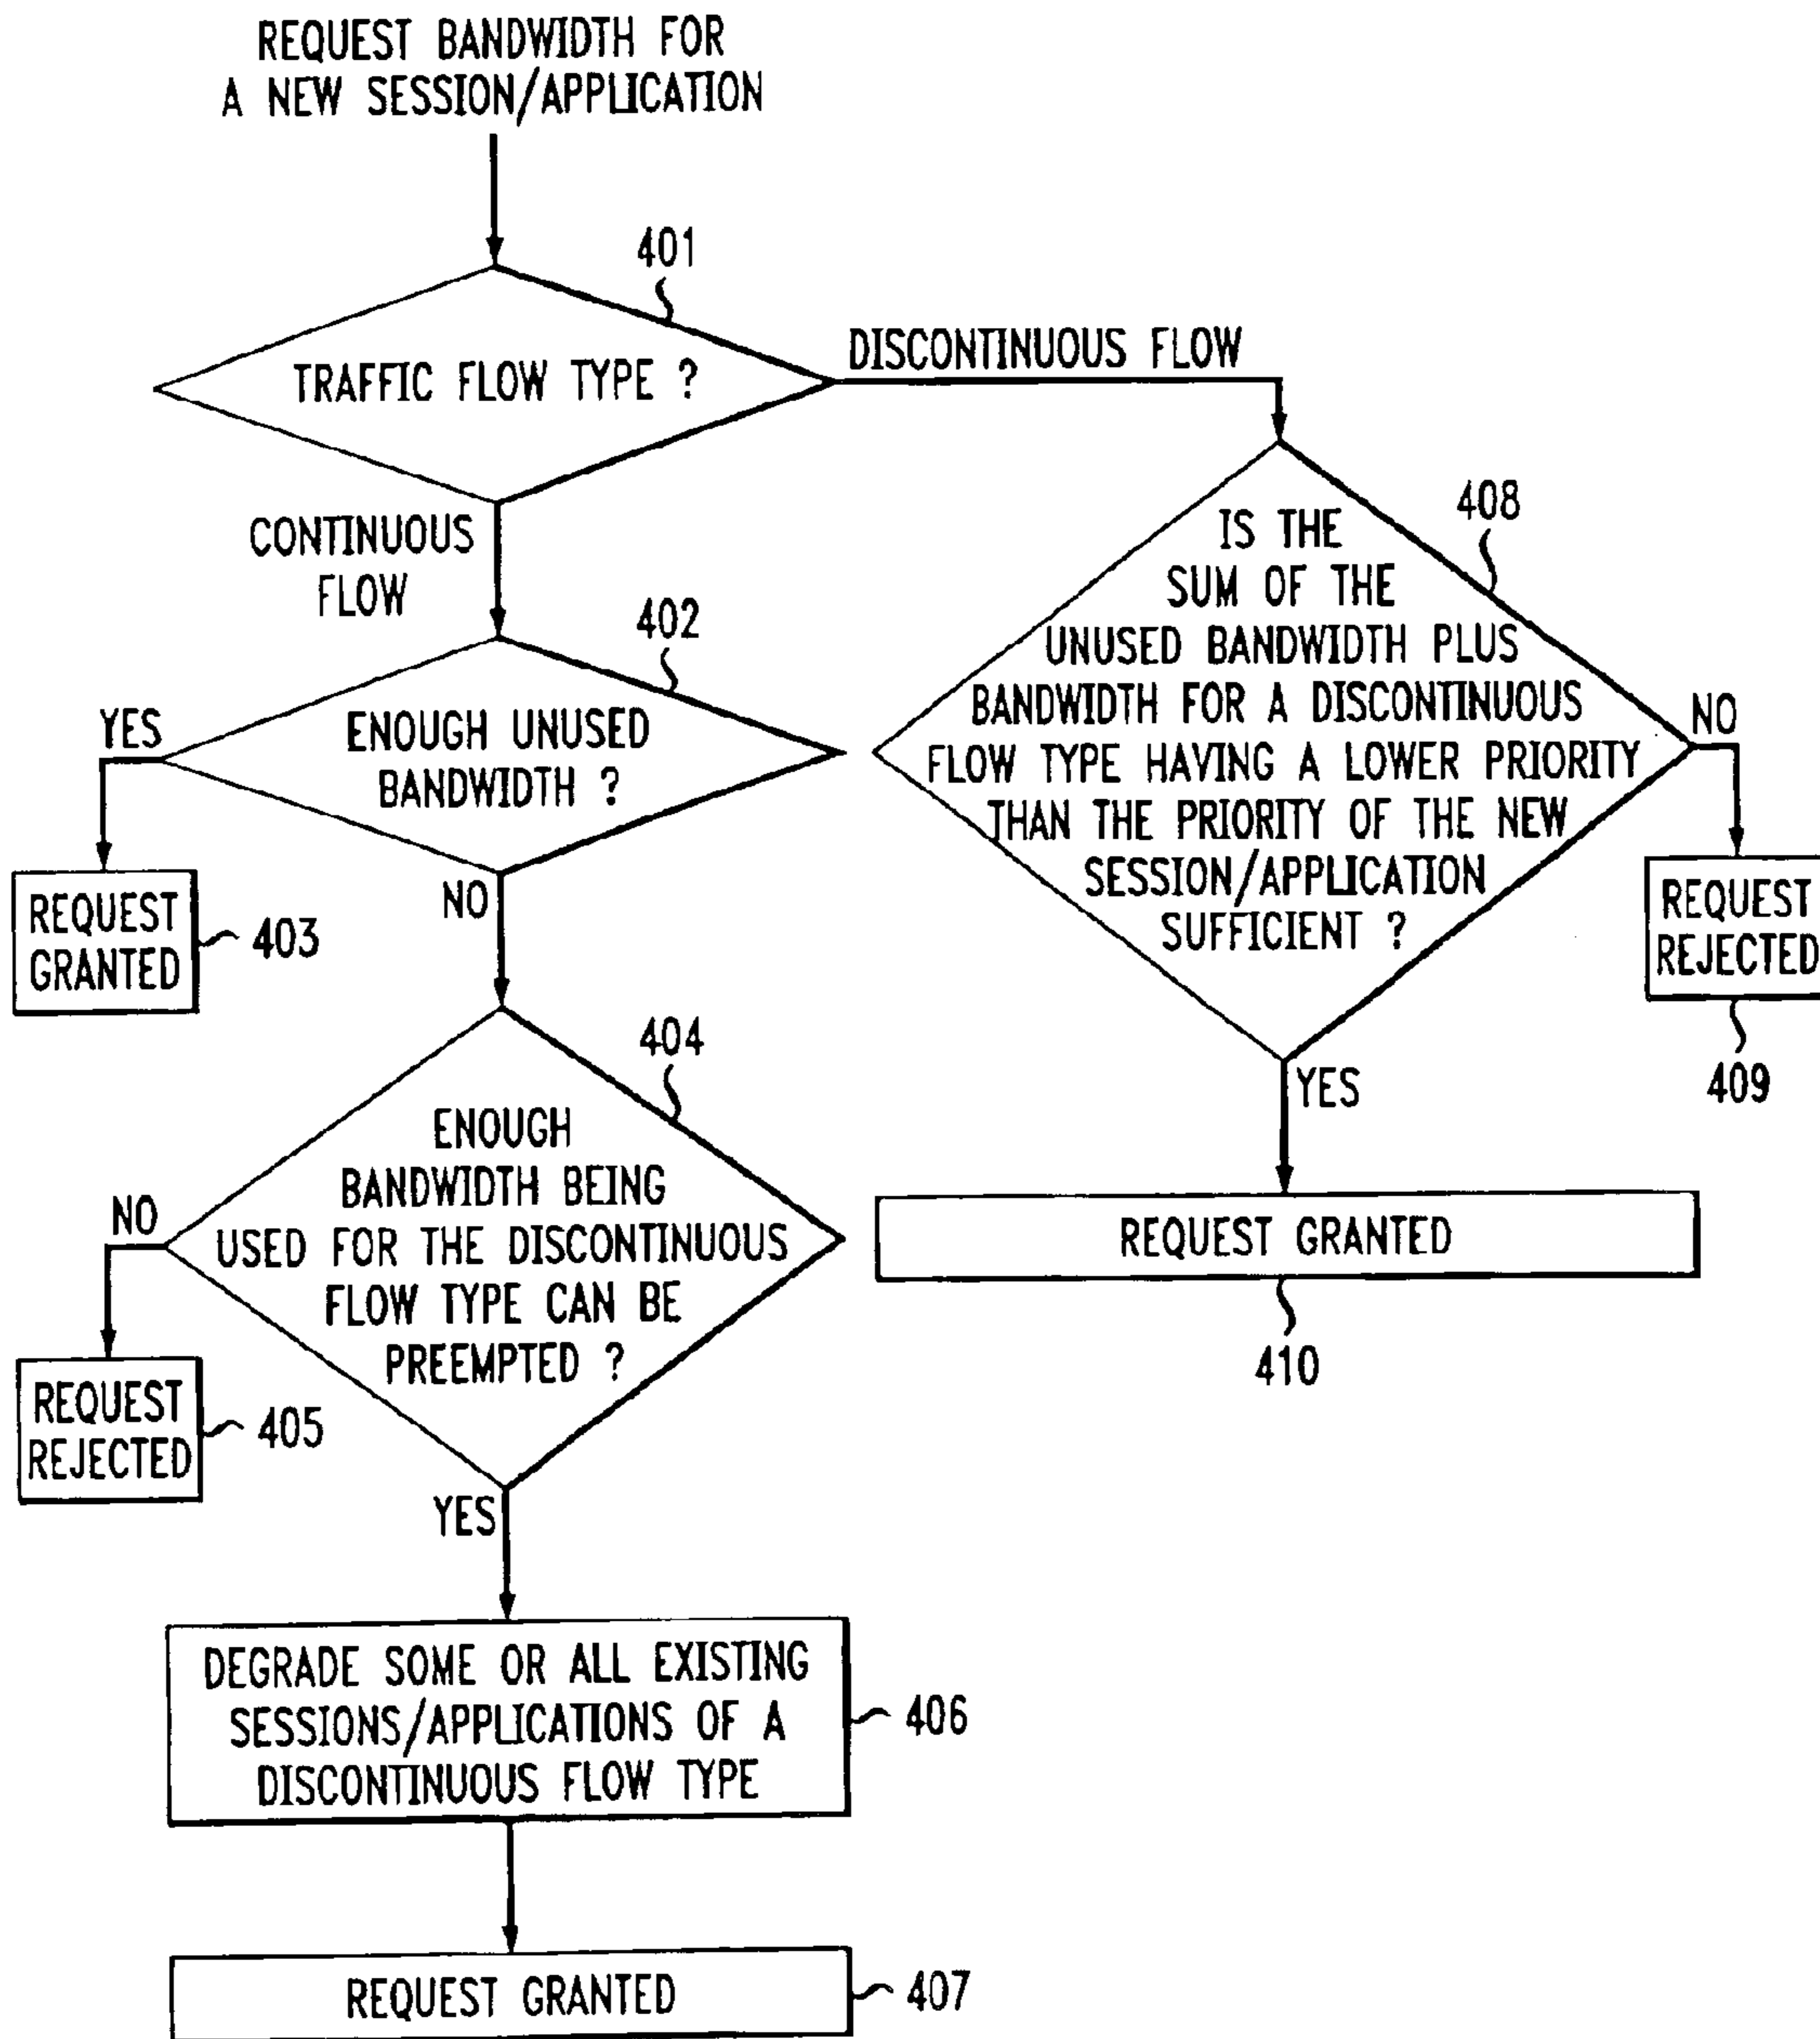 REQUEST BANDWIDTH FOR
A NEW SESSION/APPLICATION
401
TRAFFIC FLOW TYPE ?
DISCONTINUOUS FLOW
CONTINUOUS
FLOW
402
ENOUGH UNUSED
BANDWIDTH ?
YES
REQUEST
GRANTED
403
NO
404
ENOUGH
BANDWIDTH BEING
USED FOR THE DISCONTINUOUS
FLOW TYPE CAN BE
PREEMPTED ?
NO
REQUEST
REJECTED
405
YES
DEGRADE SOME OR ALL EXISTING
SESSIONS/APPLICATIONS OF A
DISCONTINUOUS FLOW TYPE
406
REQUEST GRANTED
407
408
IS THE
SUM OF THE
UNUSED BANDWIDTH PLUS
BANDWIDTH FOR A DISCONTINUOUS
FLOW TYPE HAVING A LOWER PRIORITY
THAN THE PRIORITY OF THE NEW
SESSION/APPLICATION
SUFFICIENT ?
NO
REQUEST
REJECTED
409
YES
REQUEST GRANTED
410